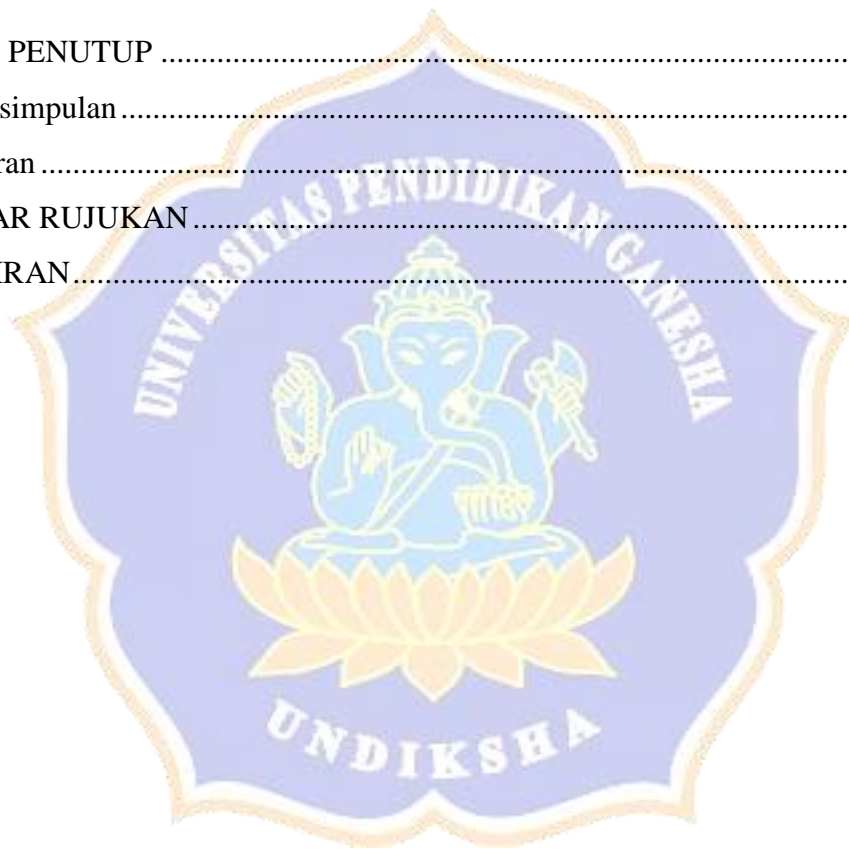 PENUTUP ................................................................................
simpulan ................................................................................
ran ................................................................................
AR RUJUKAN ................................................................................
IRAN ................................................................................
UNIVERSITAS PENDIDIKAN GANESHA
UNDIKSHA